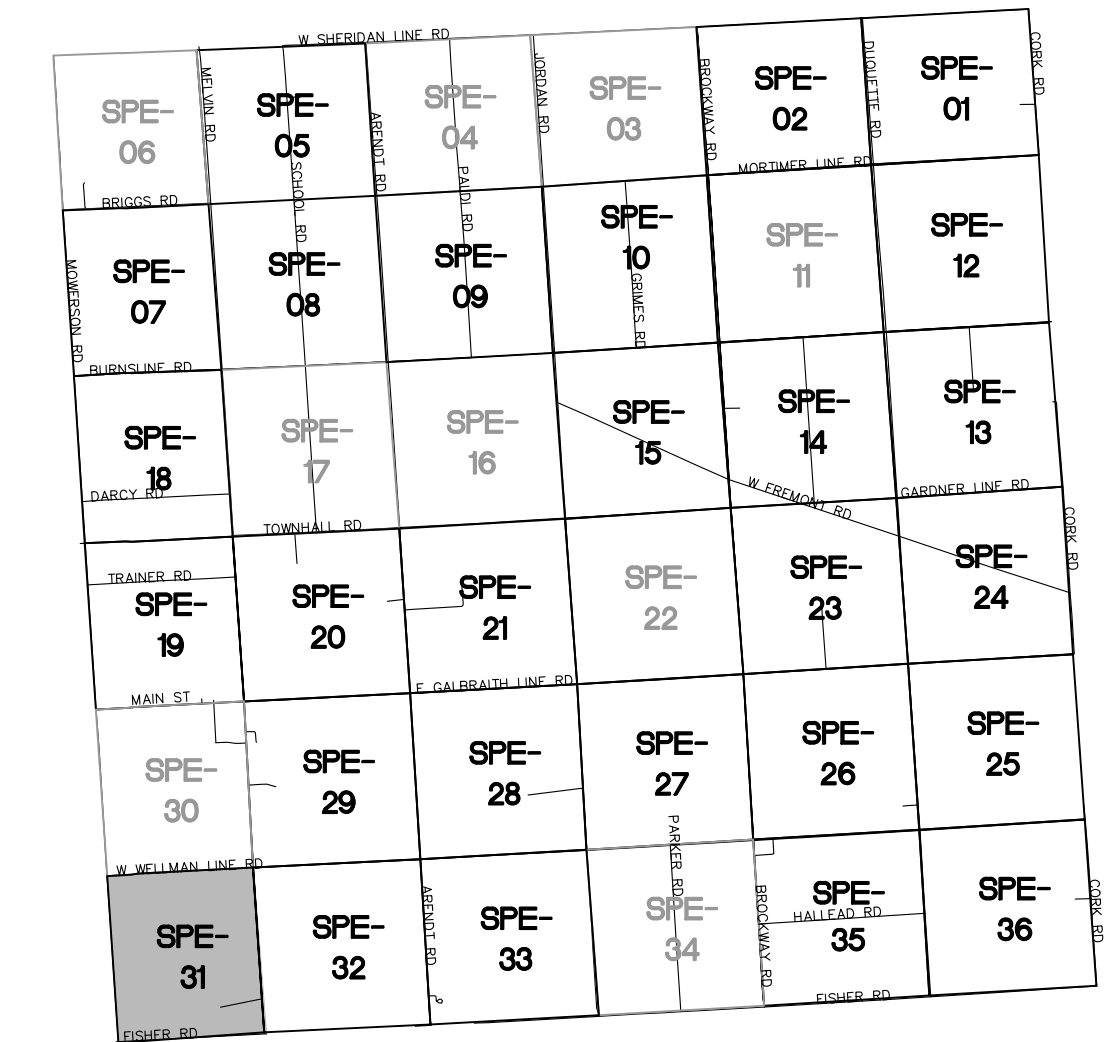 W SHERIDAN LINE RD
SPE-
06
MELVIN RD
SPE-
05
ARENDT RD
SPE-
04
JORDAN RD
SPE-
03
BROCKWAY RD
SPE-
02
DUQUETTE RD
SPE-
01
CORK RD
BRIGGS RD
SCHOOL RD
PALDI RD
MORTIMER LINE RD
MOWERSON RD
SPE-
07
SPE-
08
SPE-
09
SPE-
10
GRIMES RD
SPE-
11
SPE-
12
BURNSLINE RD
SPE-
18
DARCY RD
SPE-
17
SPE-
16
SPE-
15
SPE-
14
SPE-
13
W FREMONT RD
GARDNER LINE RD
TOWNHALL RD
CORK RD
TRAINER RD
SPE-
19
SPE-
20
SPE-
21
SPE-
22
SPE-
23
SPE-
24
MAIN ST
E GALBRAITH LINE RD
SPE-
30
SPE-
29
SPE-
28
SPE-
27
SPE-
26
SPE-
25
W WELLMAN LINE RD
PARKER RD
SPE-
31
SPE-
32
ARENDT RD
SPE-
33
SPE-
34
BROCKWAY RD
SPE-
HALLEAD RD
35
SPE-
36
CORK RD
FISHER RD
FISHER RD